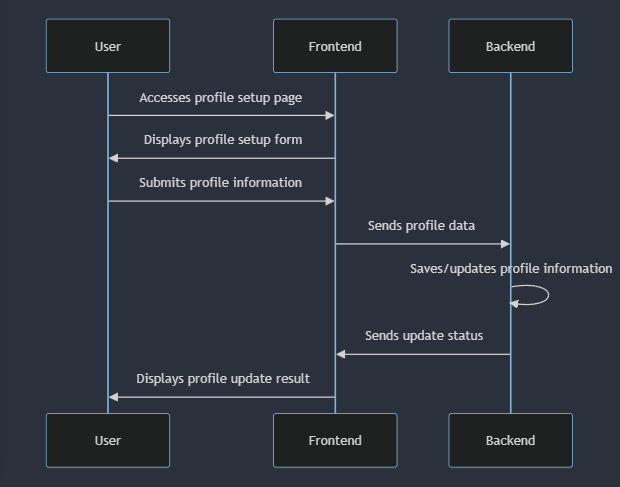 User
Frontend
Backend
Accesses profile setup page
Displays profile setup form
Submits profile information
Sends profile data
Saves/updates profile information
Sends update status
Displays profile update result
User
Frontend
Backend